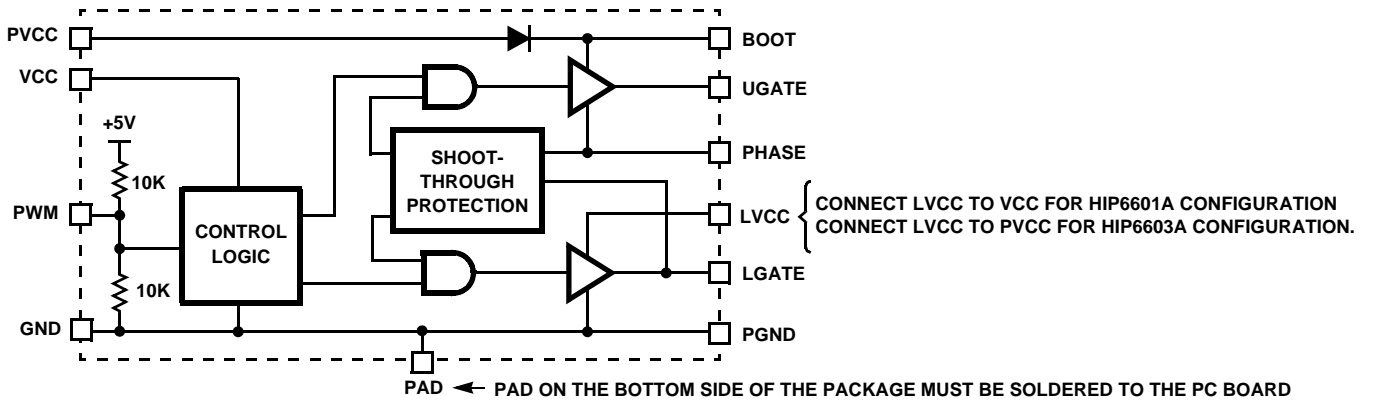 PVCC
BOOT
VCC
UGATE
+5V
10K
SHOOT-
THROUGH
PROTECTION
PHASE
PWM
CONTROL
LOGIC
LVCC
CONNECT LVCC TO VCC FOR HIP6601A CONFIGURATION
CONNECT LVCC TO PVCC FOR HIP6603A CONFIGURATION.
10K
LGATE
GND
PGND
PAD
PAD ON THE BOTTOM SIDE OF THE PACKAGE MUST BE SOLDERED TO THE PC BOARD